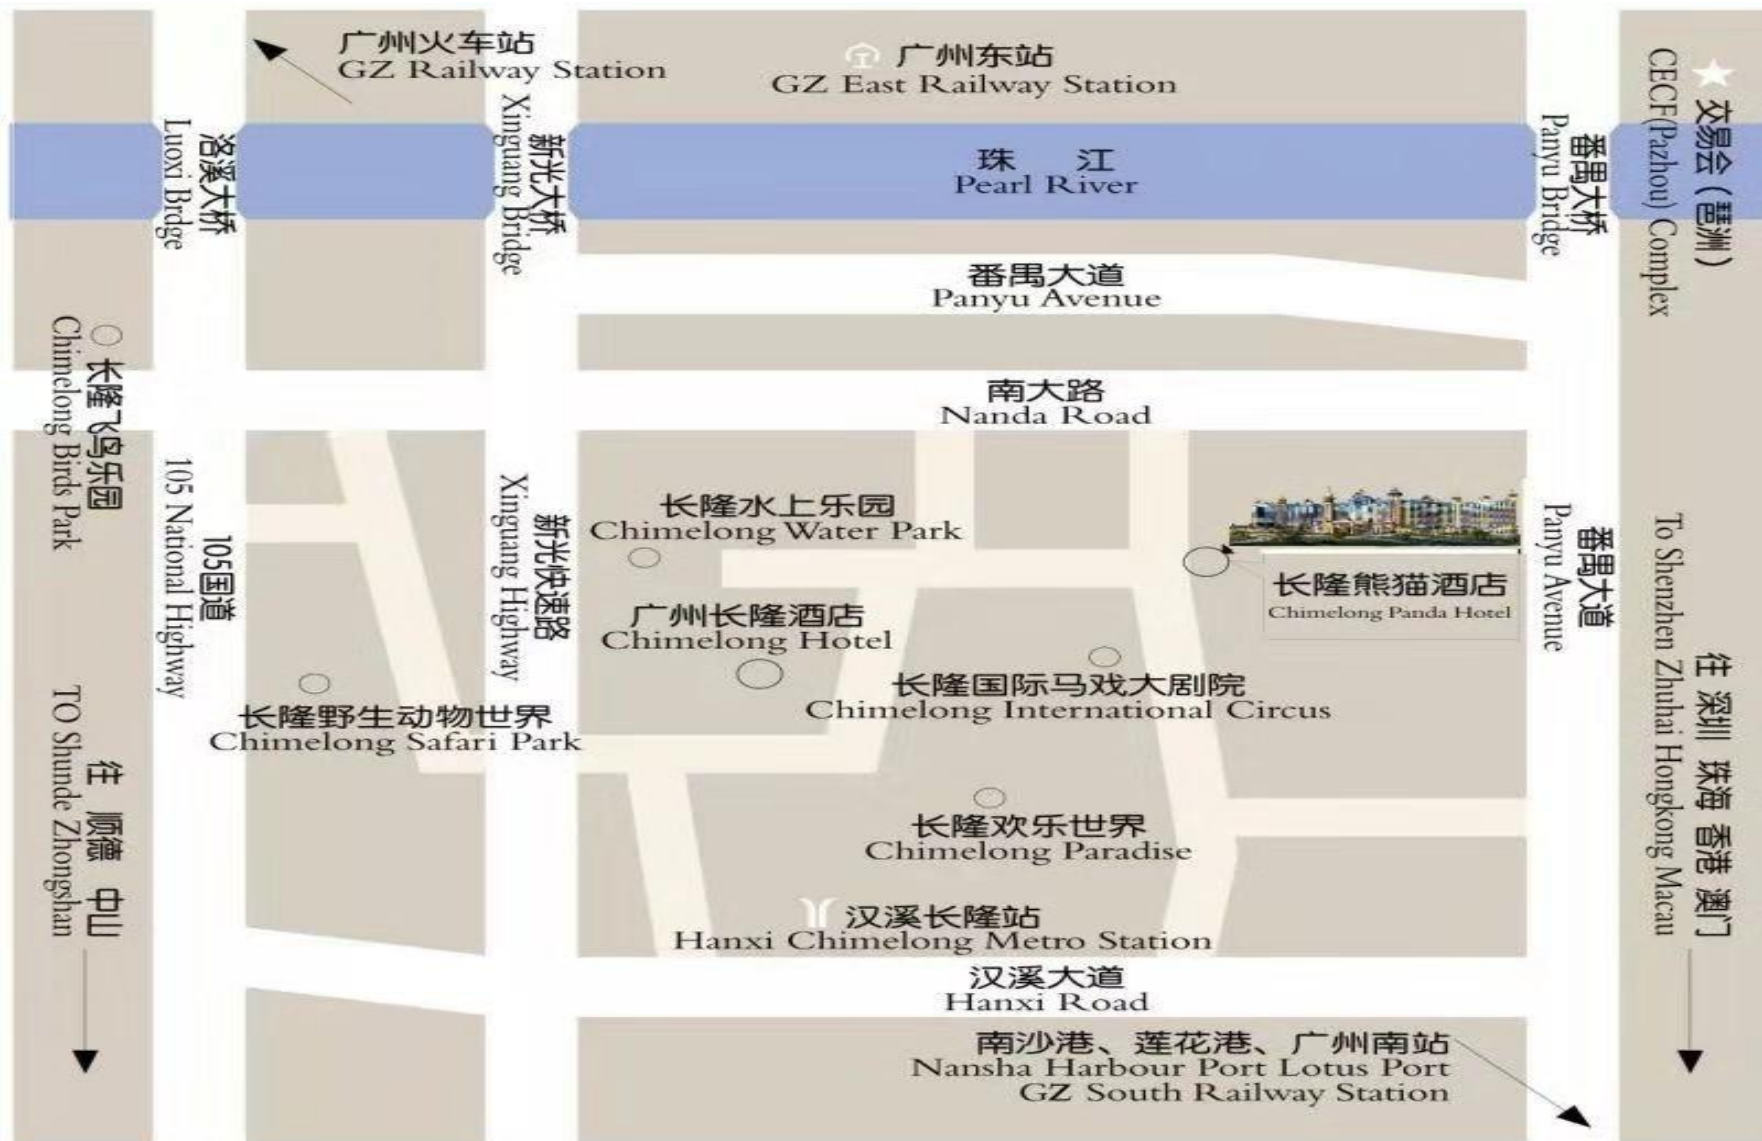 广州火车站
GZ Railway Station
广州东站
GZ East Railway Station
交易会(琶洲)
CECF(Pazhou) Complex
洛溪大桥
Luoxi Brdge
新光大桥
Xinguang Bridge
珠 江
Pearl River
番禺大桥
Panyu Bridge
番禺大道
Panyu Avenue
长隆飞鸟乐园
Chimelong Birds Park
南大路
Nanda Road
105国道
105 National Highway
新光快速路
Xinguang Highway
长隆水上乐园
Chimelong Water Park
长隆熊猫酒店
Chimelong Panda Hotel
番禺大道
Panyu Avenue
广州长隆酒店
Chimelong Hotel
长隆国际马戏大剧院
Chimelong International Circus
长隆野生动物世界
Chimelong Safari Park
往 顺德 中山
TO Shunde Zhongshan
往 深圳 珠海 香港 澳门
To Shenzhen Zhuhai Hongkong Macau
长隆欢乐世界
Chimelong Paradise
汉溪长隆站
Hanxi Chimelong Metro Station
汉溪大道
Hanxi Road
南沙港、莲花港、广州南站
Nansha Harbour Port Lotus Port
GZ South Railway Station